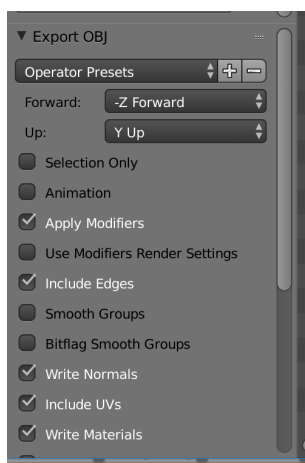 Export OBJ
Operator Presets
Forward: -Z Forward
Up: Y Up
Selection Only
Animation
Apply Modifiers
Use Modifiers Render Settings
Include Edges
Smooth Groups
Bitflag Smooth Groups
Write Normals
Include UVs
Write Materials